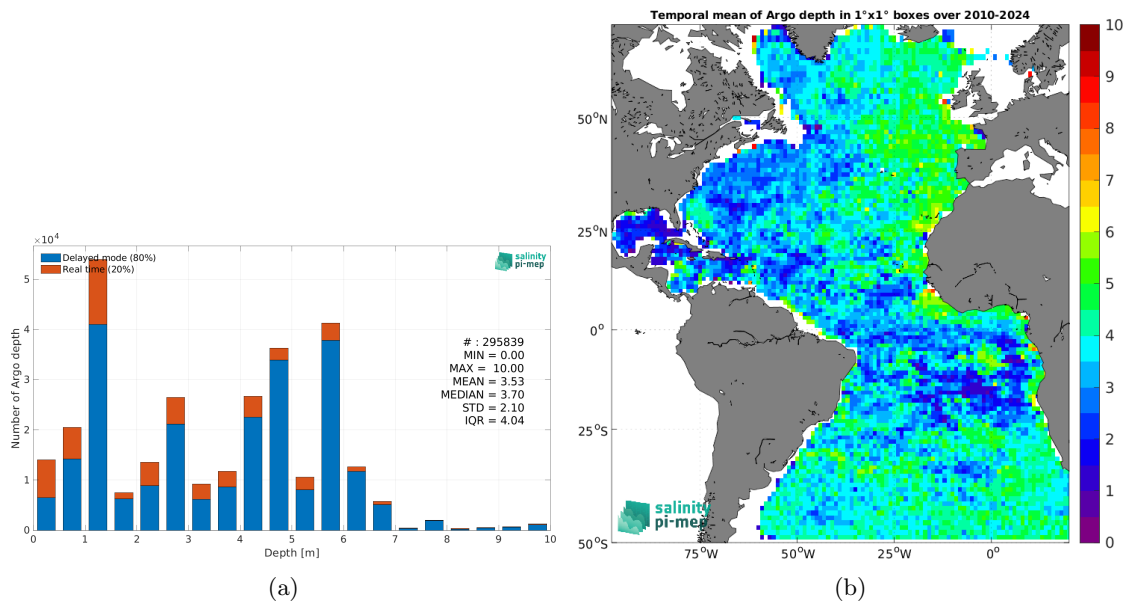 ×10⁴
5
4
3
2
1
0
Number of Argo depth
Delayed mode (80%)
Real time (20%)
salinity
pi-mep
# : 295839
MIN = 0.00
MAX = 10.00
MEAN = 3.53
MEDIAN = 3.70
STD = 2.10
IQR = 4.04
0 1 2 3 4 5 6 7 8 9 10
Depth [m]
(a)
Temporal mean of Argo depth in 1°x1° boxes over 2010-2024
50°N
25°N
0°
25°S
50°S
salinity
pi-mep
75°W 50°W 25°W 0°
10
9
8
7
6
5
4
3
2
1
0
(b)